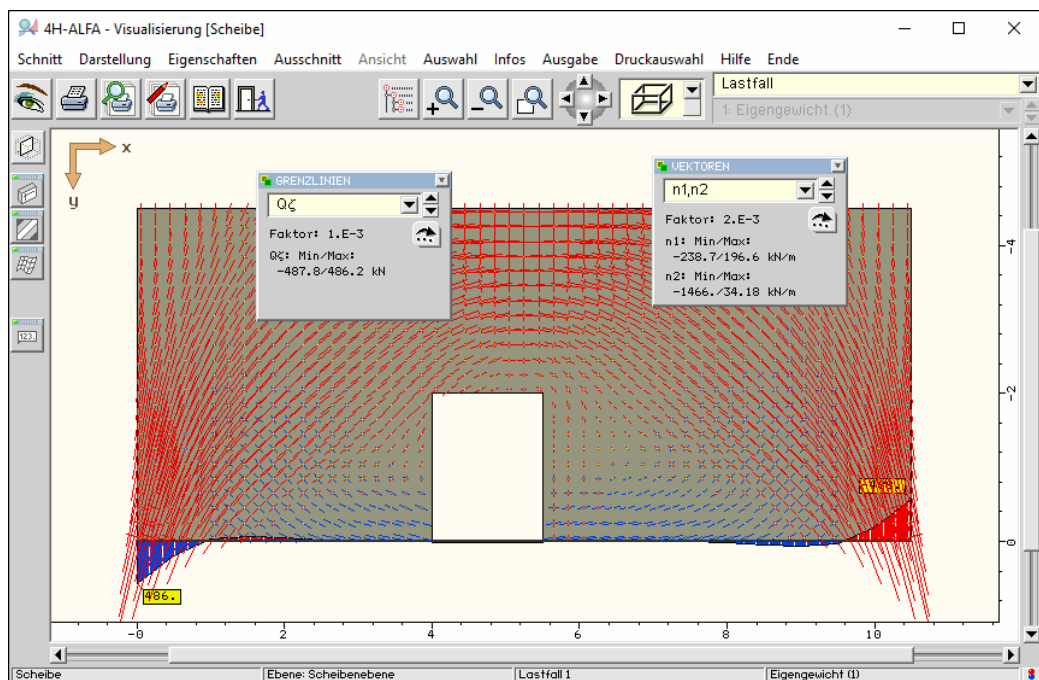 4H-ALFA - Visualisierung [Scheibe]
Schnitt Darstellung Eigenschaften Ausschnitt Ansicht Auswahl Infos Ausgabe Druckauswahl Hilfe Ende
Lastfall
1: Eigengewicht (1)
x
y
GRENZLINIEN
Qζ
Faktor: 1.E-3
Qζ: Min/Max:
-487.8/486.2 kN
VEKTOREN
n1,n2
Faktor: 2.E-3
n1: Min/Max:
-238.7/196.6 kN/m
n2: Min/Max:
-1466./34.18 kN/m
123.
-4
-2
0
486.
-0 2 4 6 8 10
Scheibe Ebene: Scheibenebene Lastfall 1 Eigengewicht (1)